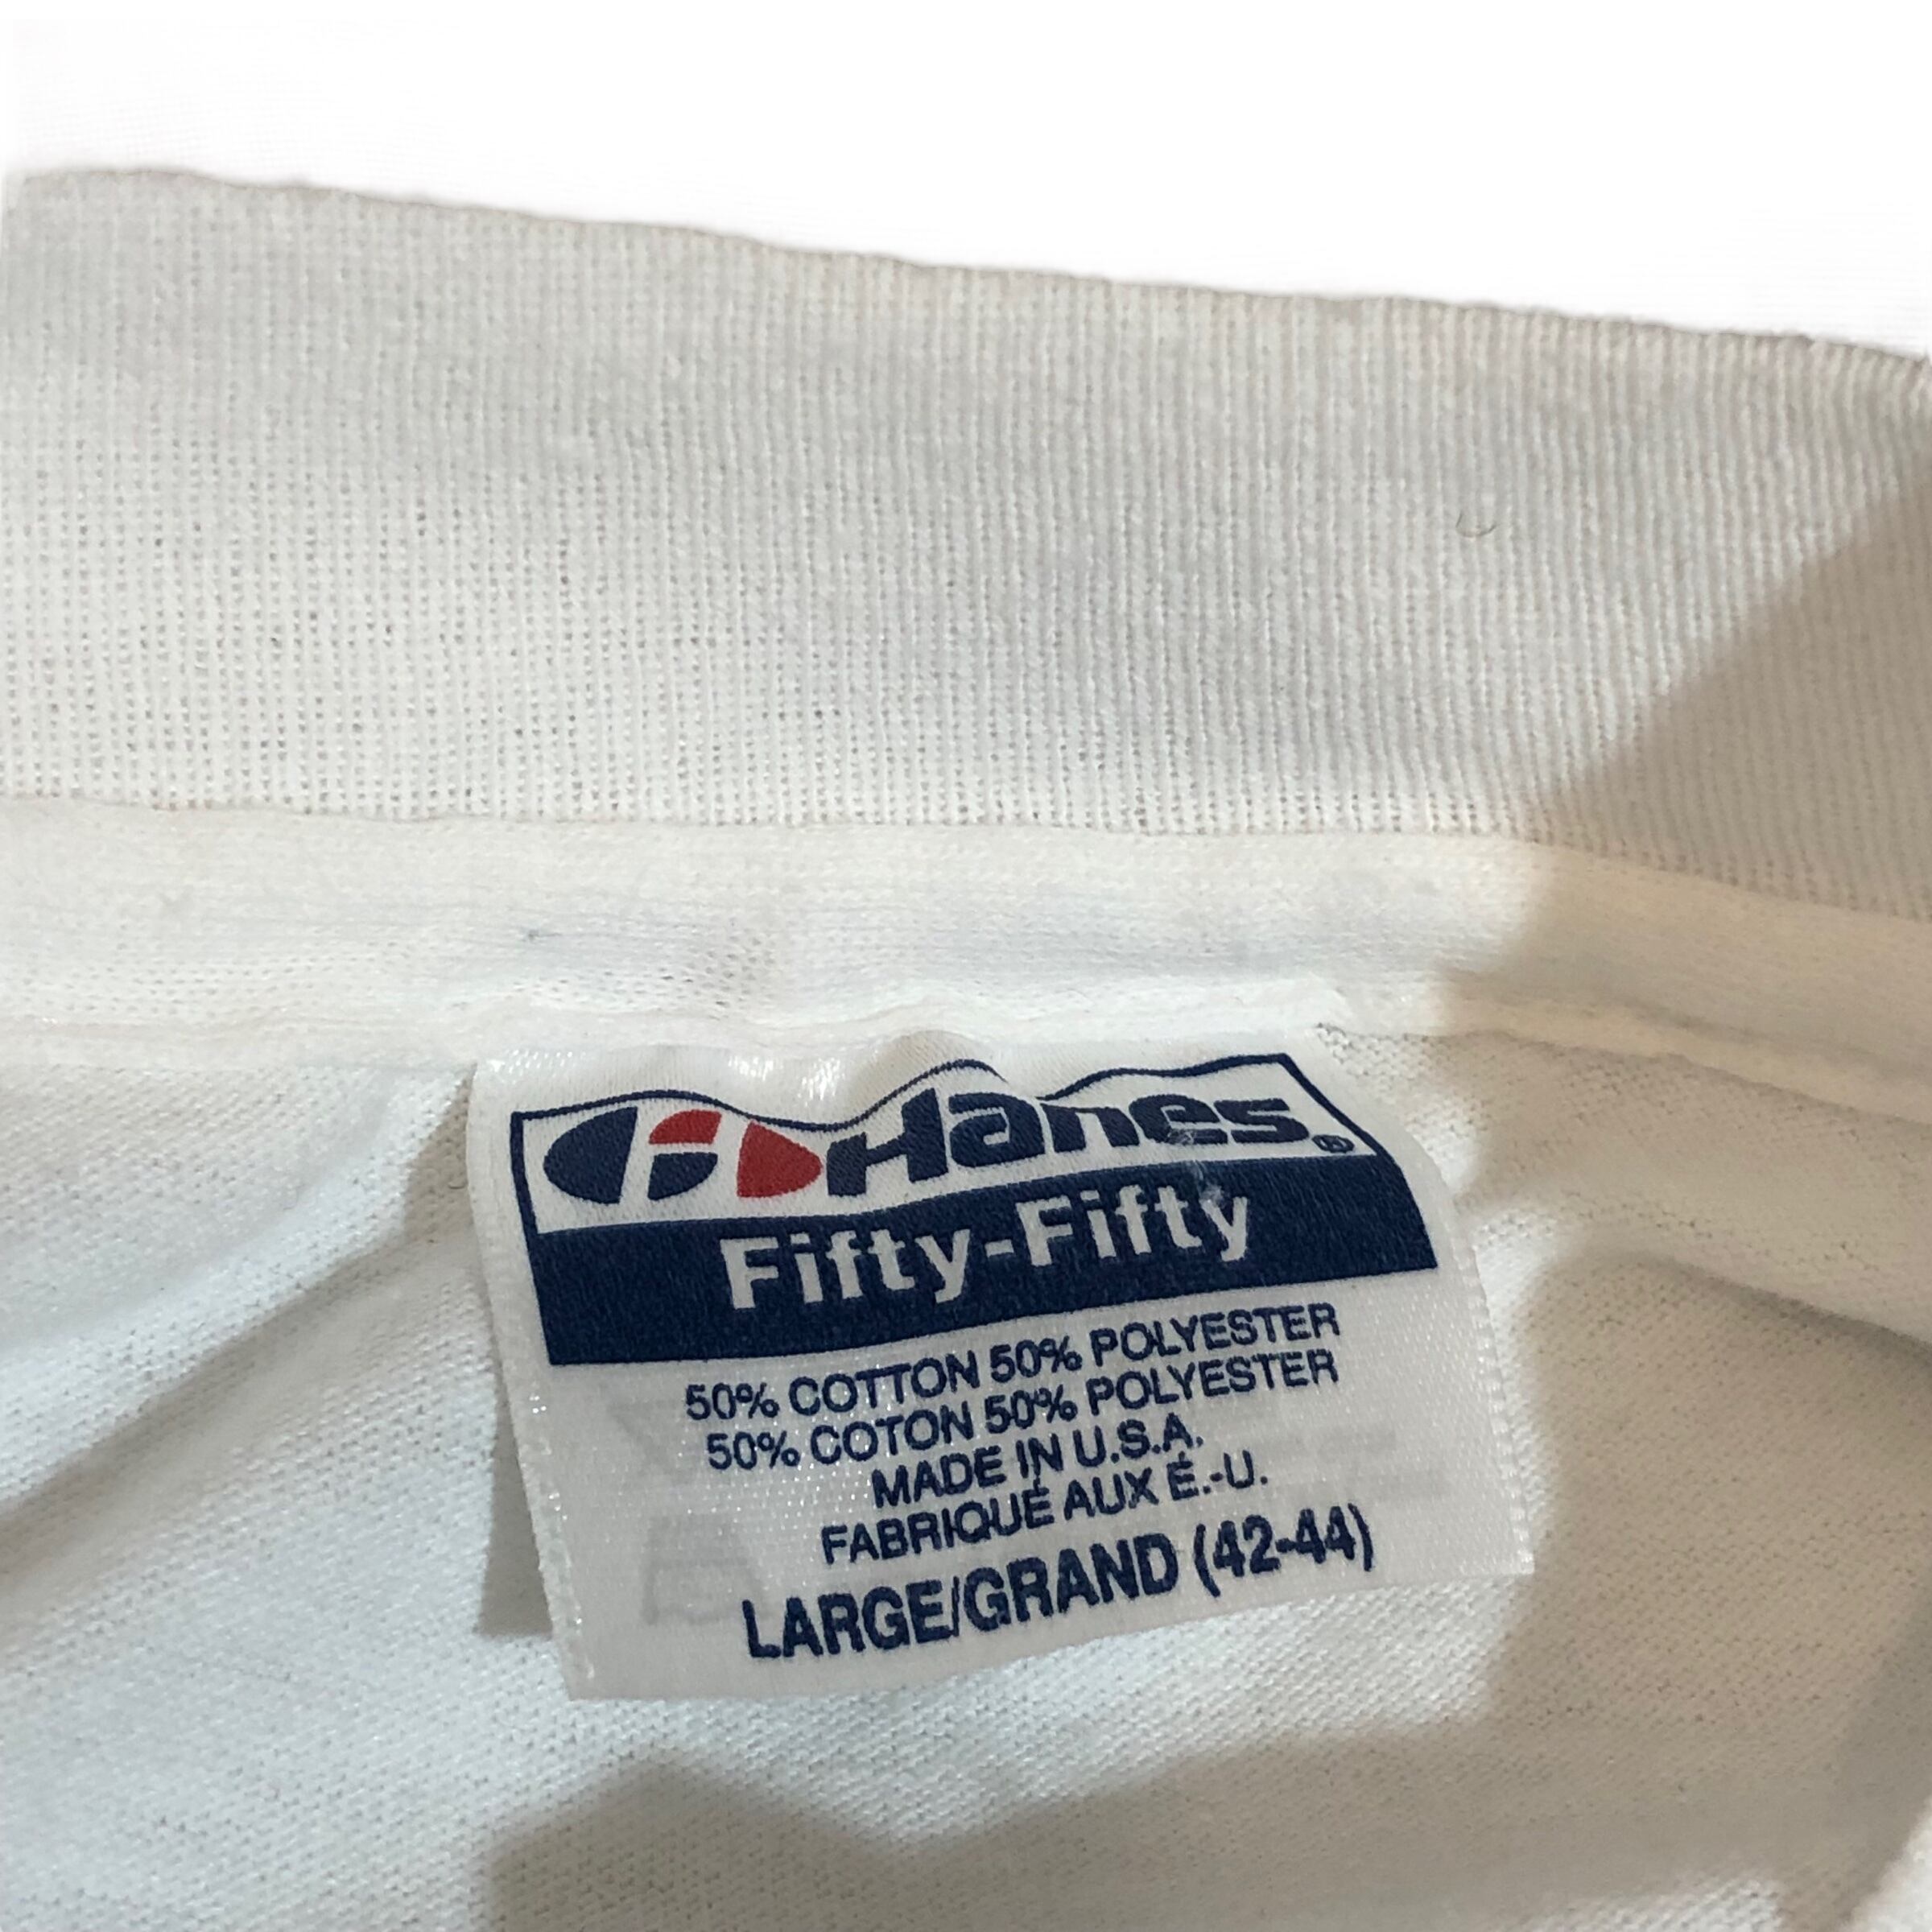 Hanes®
Fifty-Fifty
50% COTTON 50% POLYESTER
50% COTON 50% POLYESTER
MADE IN U.S.A.
FABRIQUÉ AUX É.-U.
LARGE/GRAND (42-44)